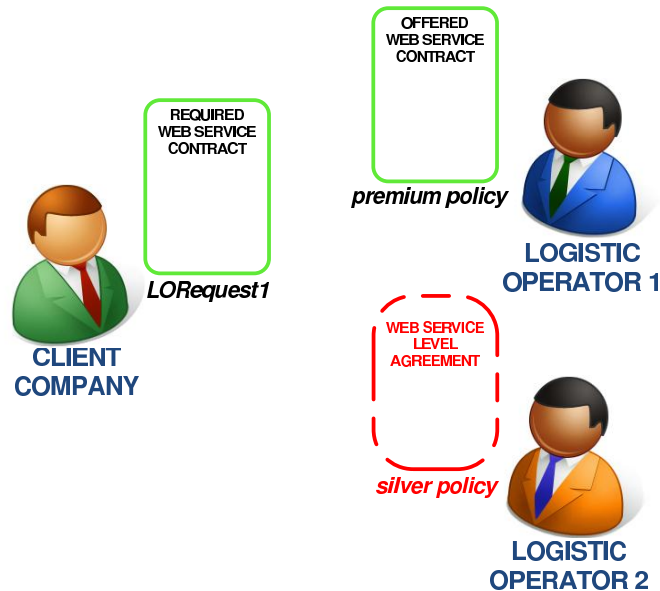 OFFERED
WEB SERVICE
CONTRACT
premium policy
LOGISTIC
OPERATOR 1
REQUIRED
WEB SERVICE
CONTRACT
LORequest1
CLIENT
COMPANY
WEB SERVICE
LEVEL
AGREEMENT
silver policy
LOGISTIC
OPERATOR 2